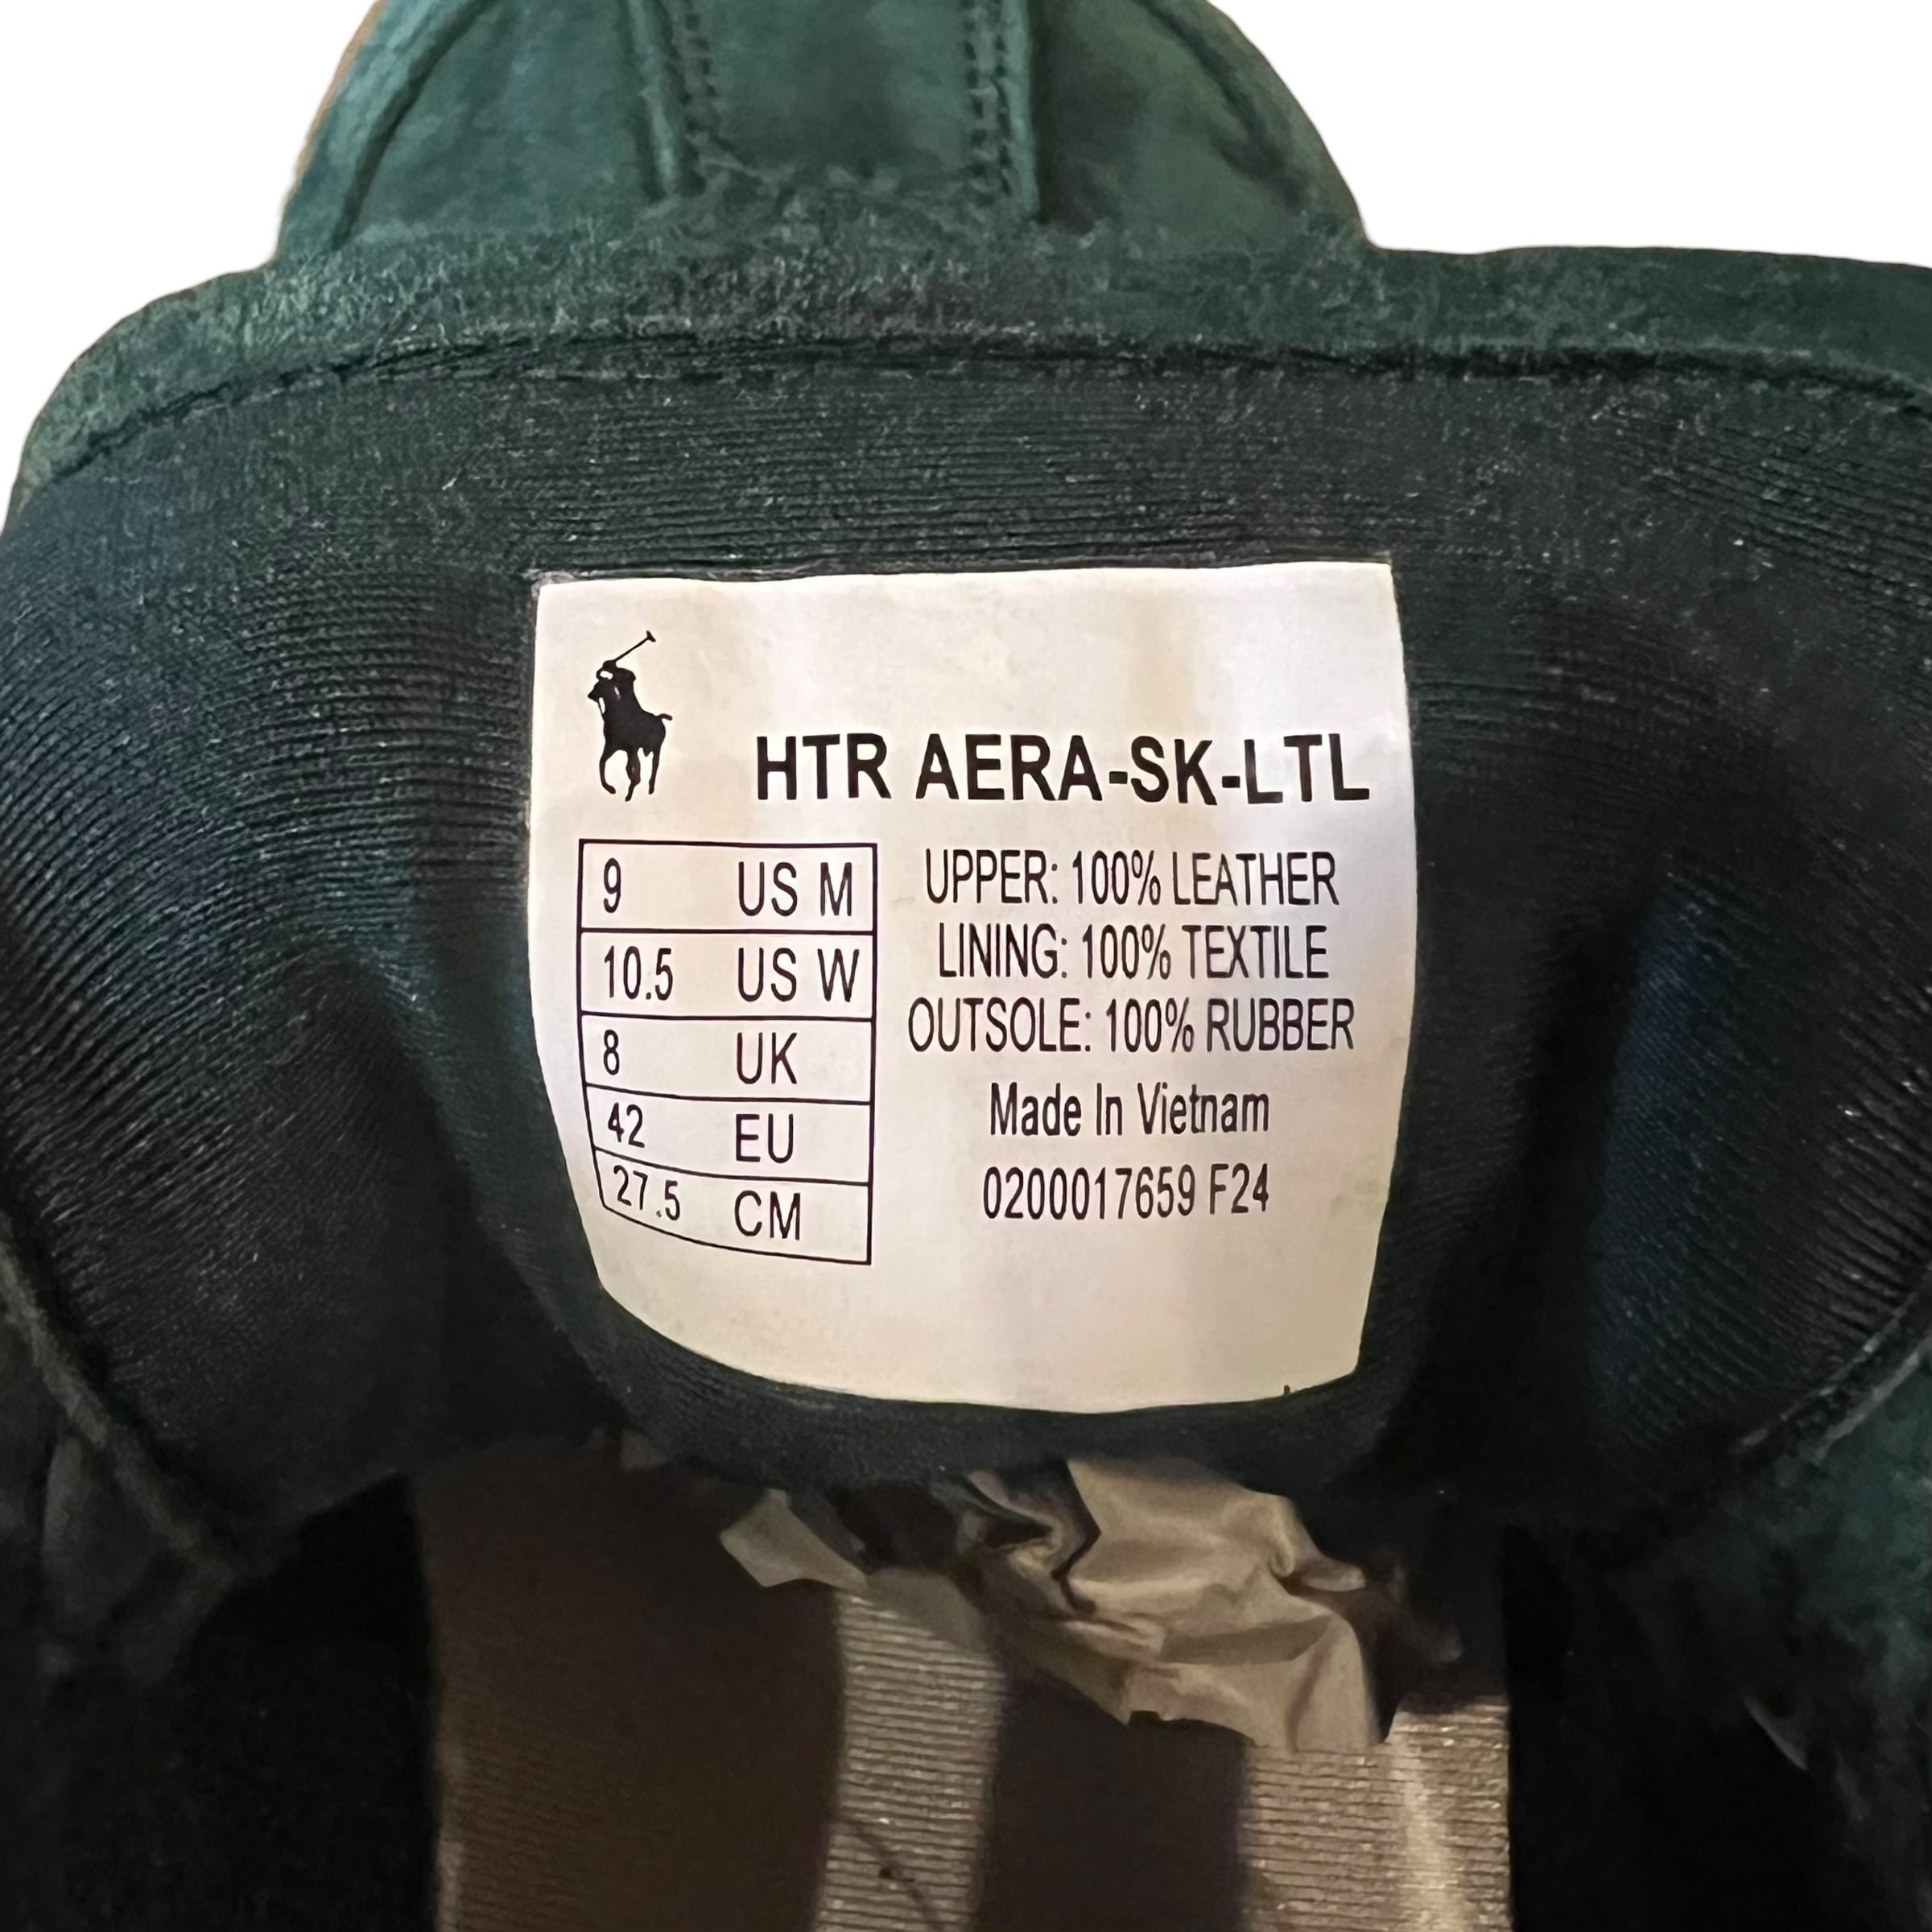 HTR AERA-SK-LTL
9 US M
10.5 US W
8 UK
42 EU
27.5 CM
UPPER: 100% LEATHER
LINING: 100% TEXTILE
OUTSOLE: 100% RUBBER
Made In Vietnam
0200017659 F24